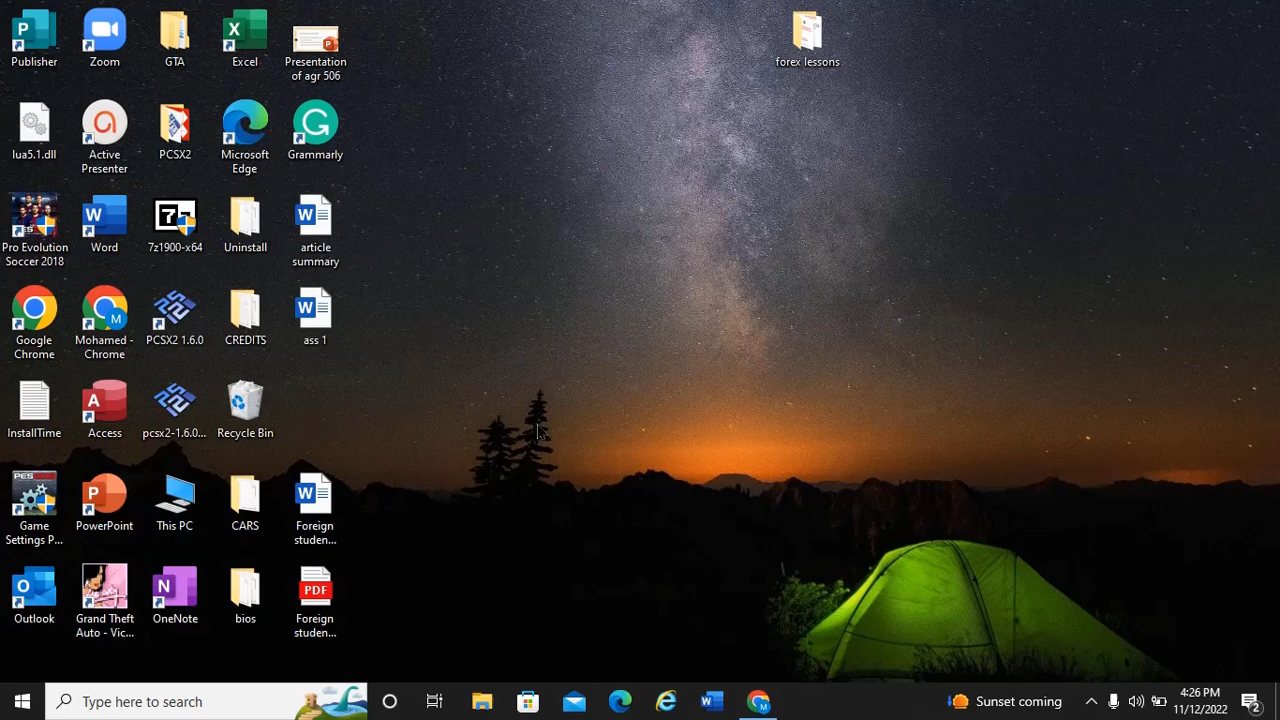 Publisher
Zoom
GTA
Excel
Presentation
of agr 506
forex lessons
lua5.1.dll
Active
Presenter
PCSX2
Microsoft
Edge
Grammarly
Pro Evolution
Soccer 2018
Word
7z1900-x64
Uninstall
article
summary
Google
Chrome
Mohamed -
Chrome
PCSX2 1.6.0
CREDITS
ass 1
InstallTime
Access
pcsx2-1.6.0...
Recycle Bin
Game
Settings P...
PowerPoint
This PC
CARS
Foreign
studen...
Outlook
Grand Theft
Auto - Vic...
OneNote
bios
PDF
Foreign
studen...
Type here to search
Sunset coming
11/12/2022
2